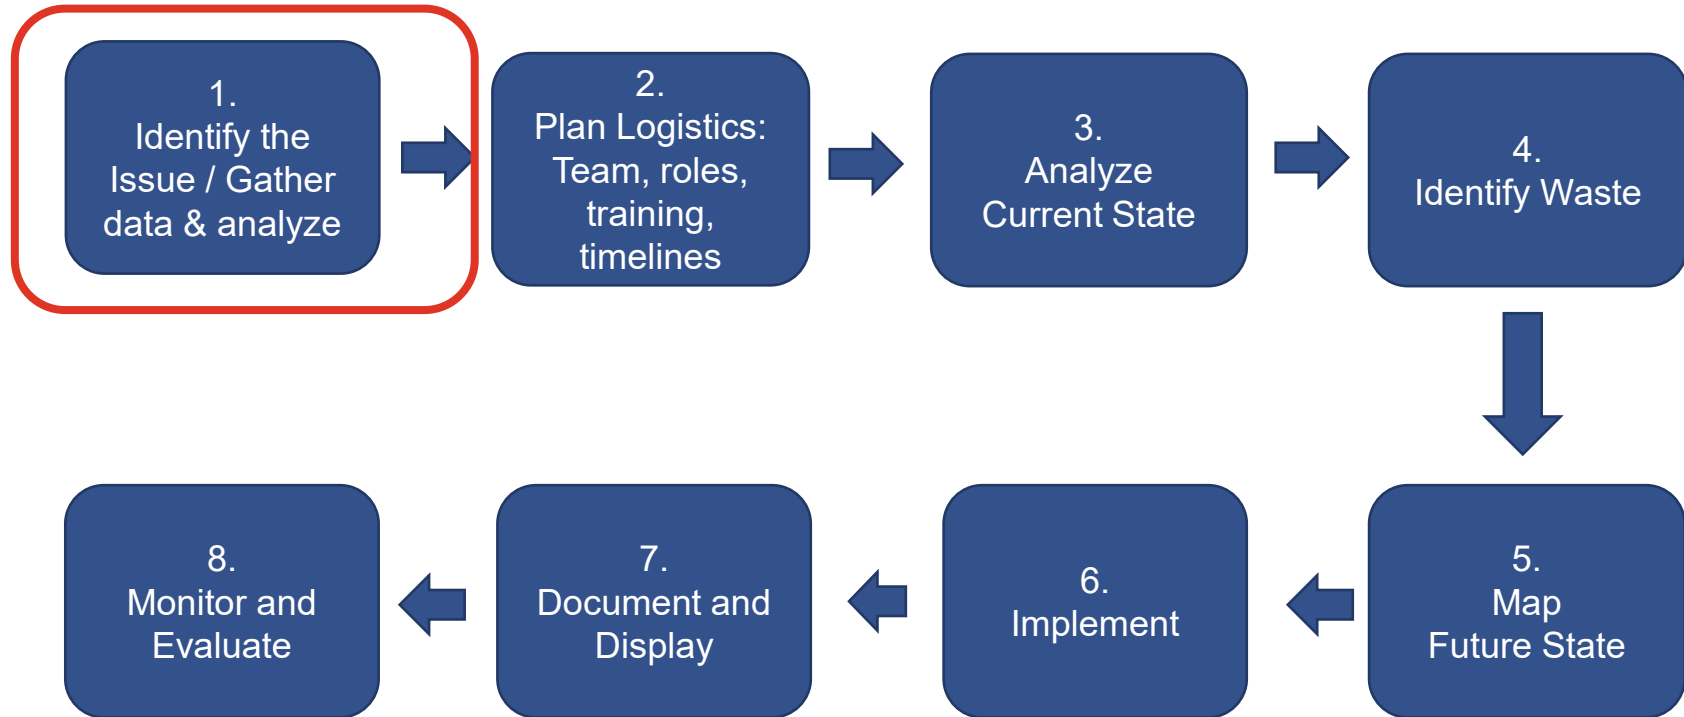 1.
Identify the
Issue / Gather
data & analyze
2.
Plan Logistics:
Team, roles,
training,
timelines
3.
Analyze
Current State
4.
Identify Waste
5.
Map
Future State
6.
Implement
7.
Document and
Display
8.
Monitor and
Evaluate